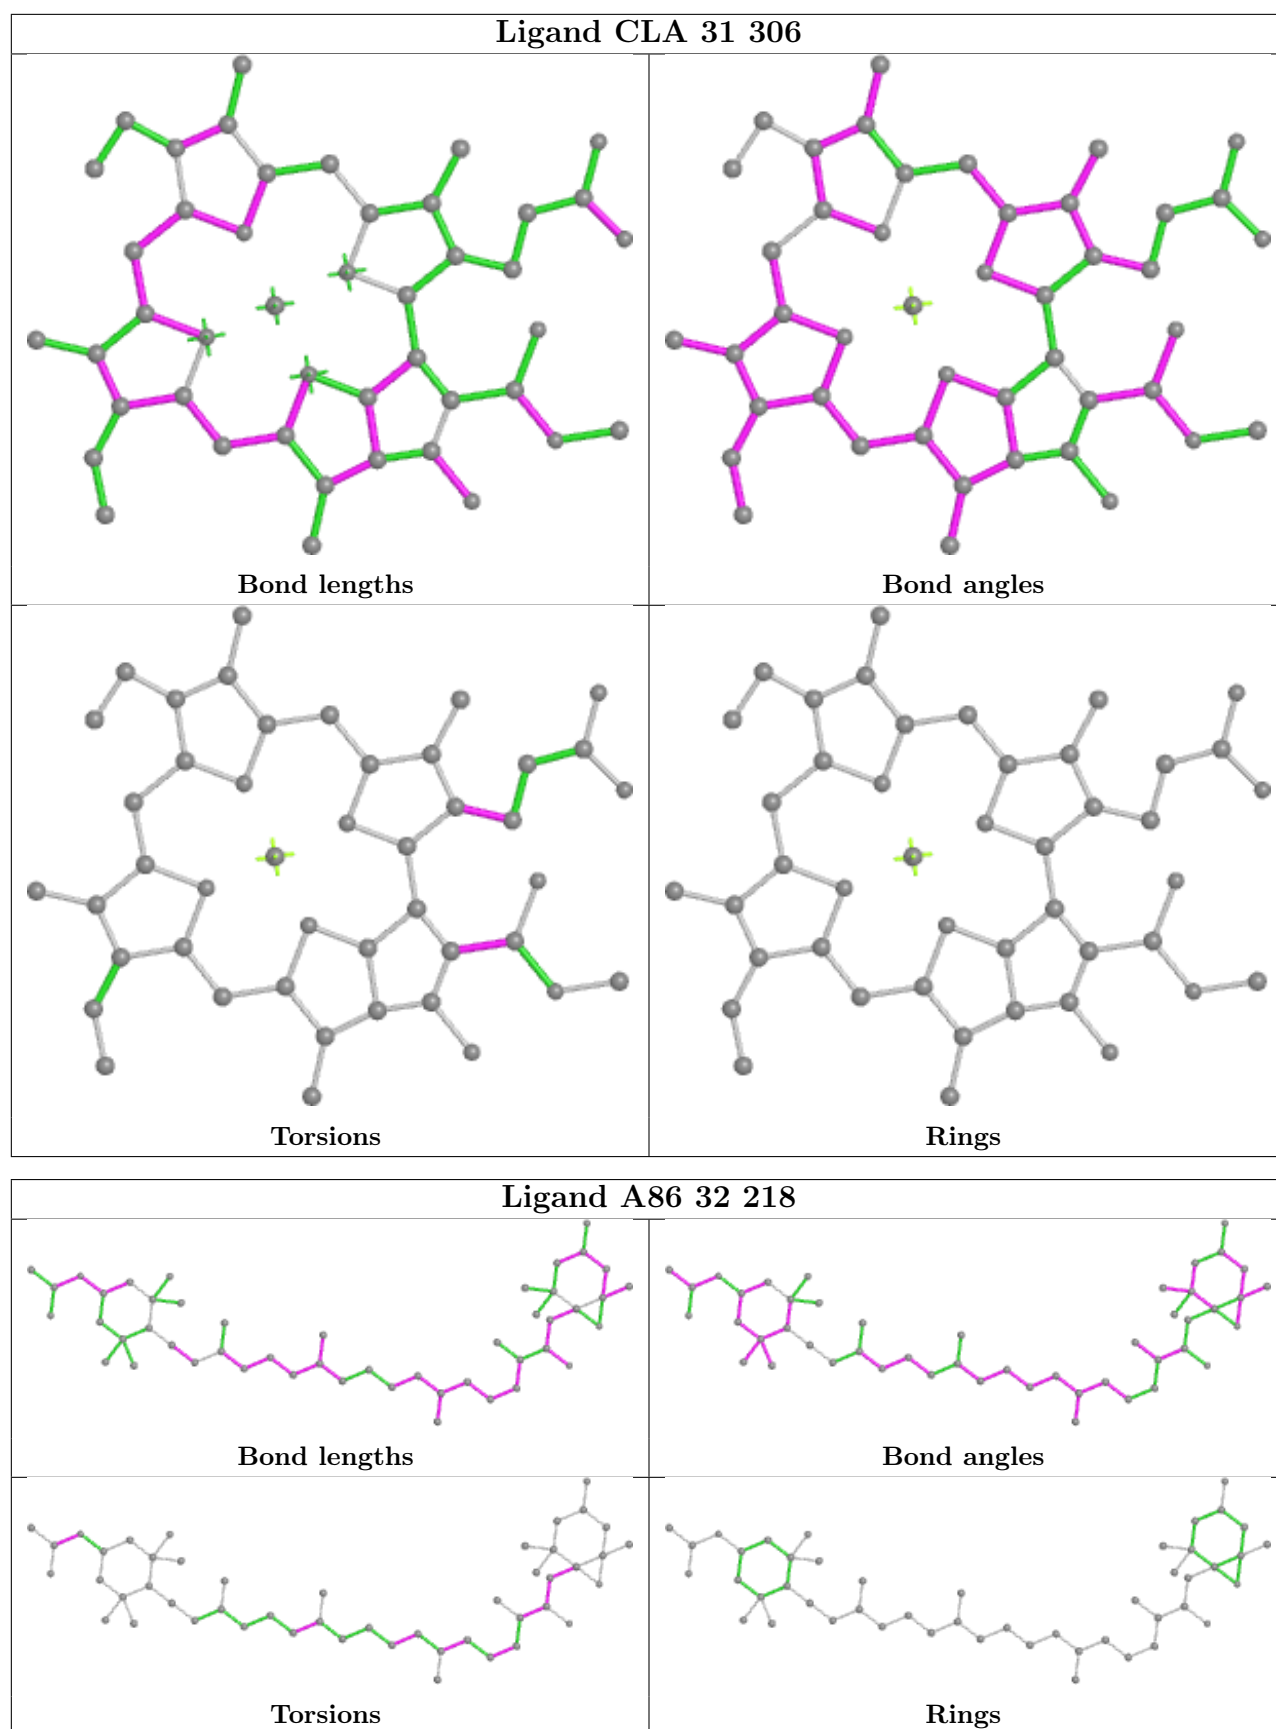 Ligand CLA 31 306
Bond lengths
Bond angles
Torsions
Rings
Ligand A86 32 218
Bond lengths
Bond angles
Torsions
Rings